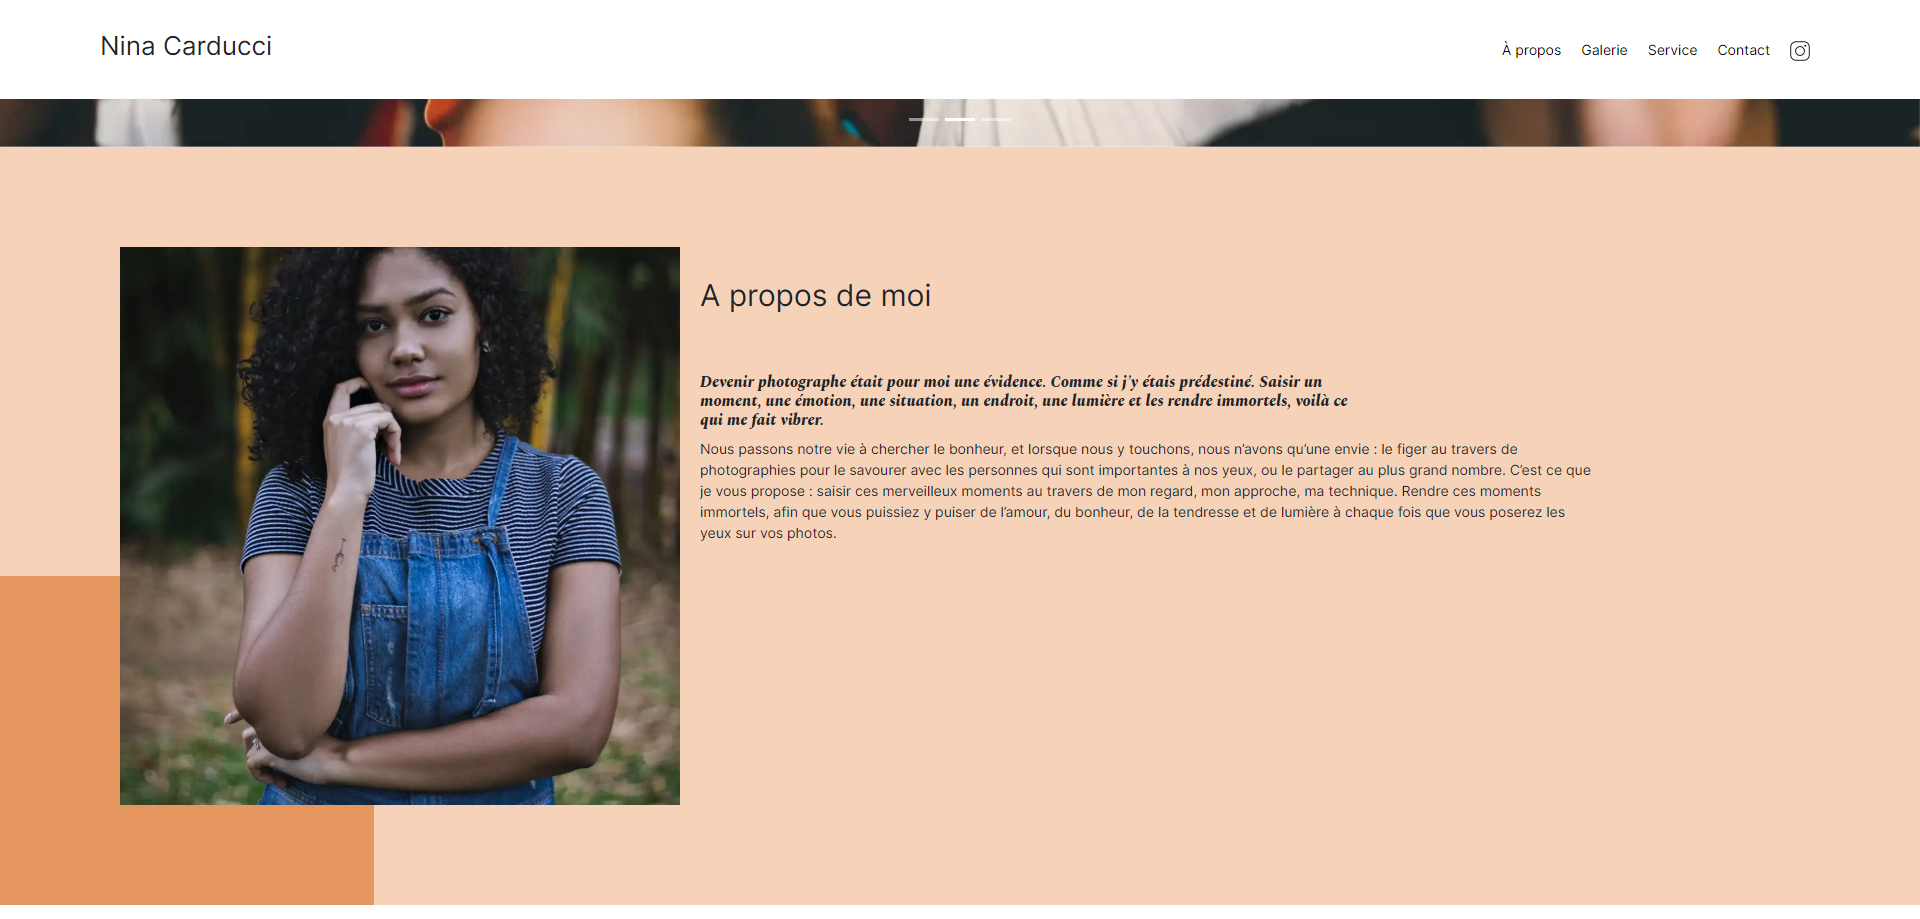 Nina Carducci
À propos
Galerie
Service
Contact
A propos de moi
Devenir photographe était pour moi une évidence. Comme si j'y étais prédestiné. Saisir un
moment, une émotion, une situation, un endroit, une lumière et les rendre immortels, voilà ce
qui me fait vibrer.
Nous passons notre vie à chercher le bonheur, et lorsque nous y touchons, nous n’avons qu’une envie : le figer au travers de
photographies pour le savourer avec les personnes qui sont importantes à nos yeux, ou le partager au plus grand nombre. C’est ce que
je vous propose : saisir ces merveilleux moments au travers de mon regard, mon approche, ma technique. Rendre ces moments
immortels, afin que vous puissiez y puiser de l’amour, du bonheur, de la tendresse et de lumière à chaque fois que vous poserez les
yeux sur vos photos.